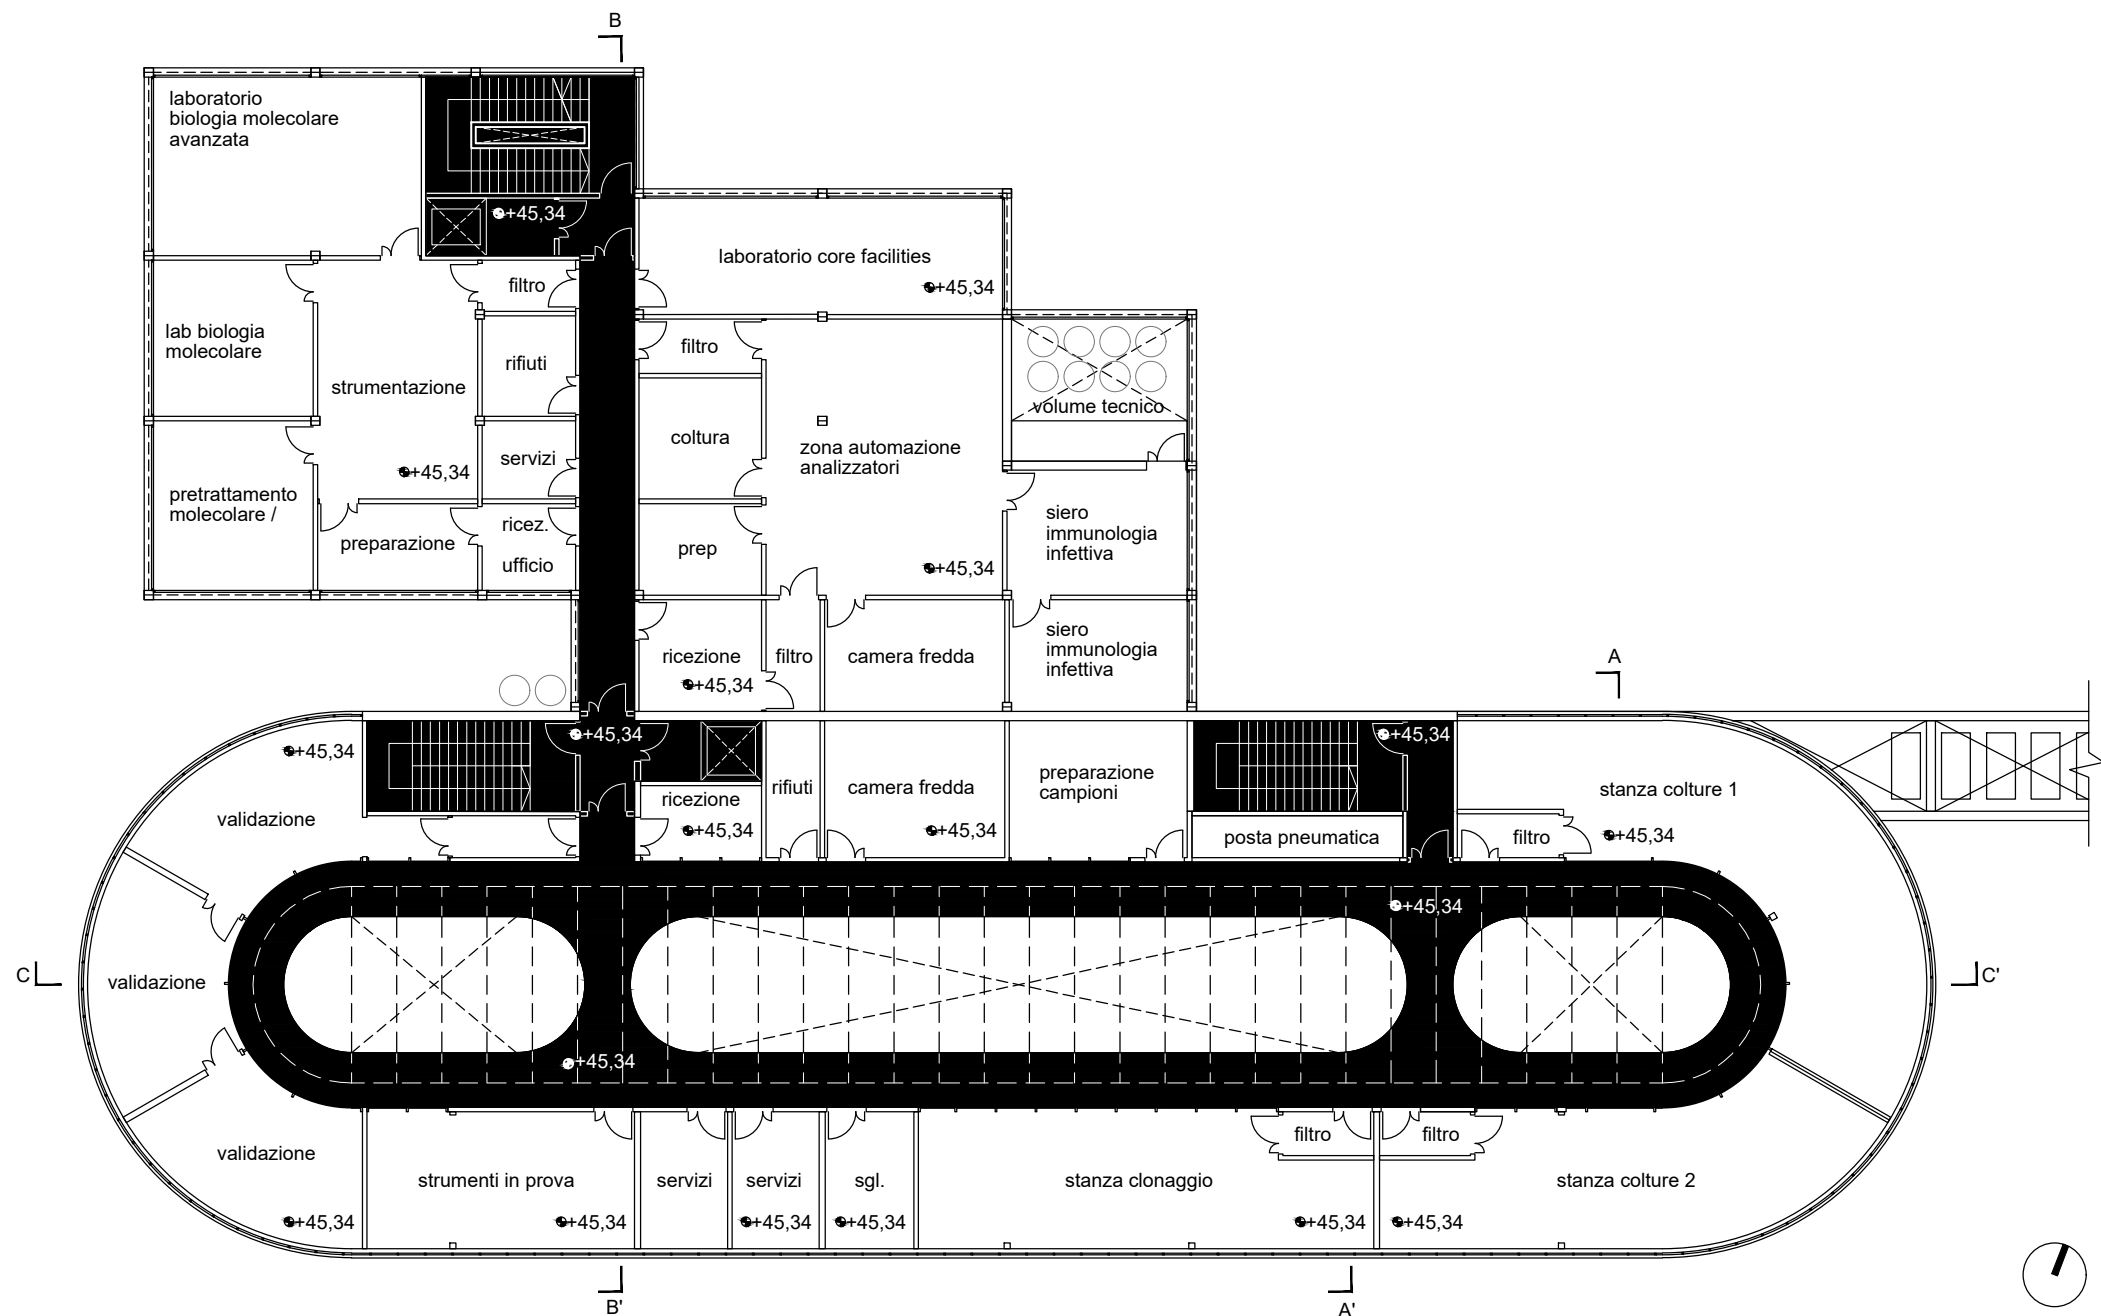 B
laboratorio
biologia molecolare
avanzata
+45,34
laboratorio core facilities
+45,34
filtro
lab biologia
molecolare
strumentazione
rifiuti
filtro
volume tecnico
coltura
zona automazione
analizzatori
servizi
+45,34
pretrattamento
molecolare /
preparazione
ricez.
ufficio
prep
+45,34
siero
immunologia
infettiva
siero
immunologia
infettiva
ricezione
+45,34
filtro
camera fredda
A
+45,34
validazione
+45,34
ricezione
+45,34
rifiuti
camera fredda
+45,34
preparazione
campioni
+45,34
posta pneumatica
stanza colture 1
filtro
+45,34
+45,34
C
validazione
C'
+45,34
validazione
+45,34
strumenti in prova
+45,34
servizi
servizi
+45,34
sgl.
+45,34
stanza clonaggio
filtro
filtro
+45,34
+45,34
stanza colture 2
B'
A'